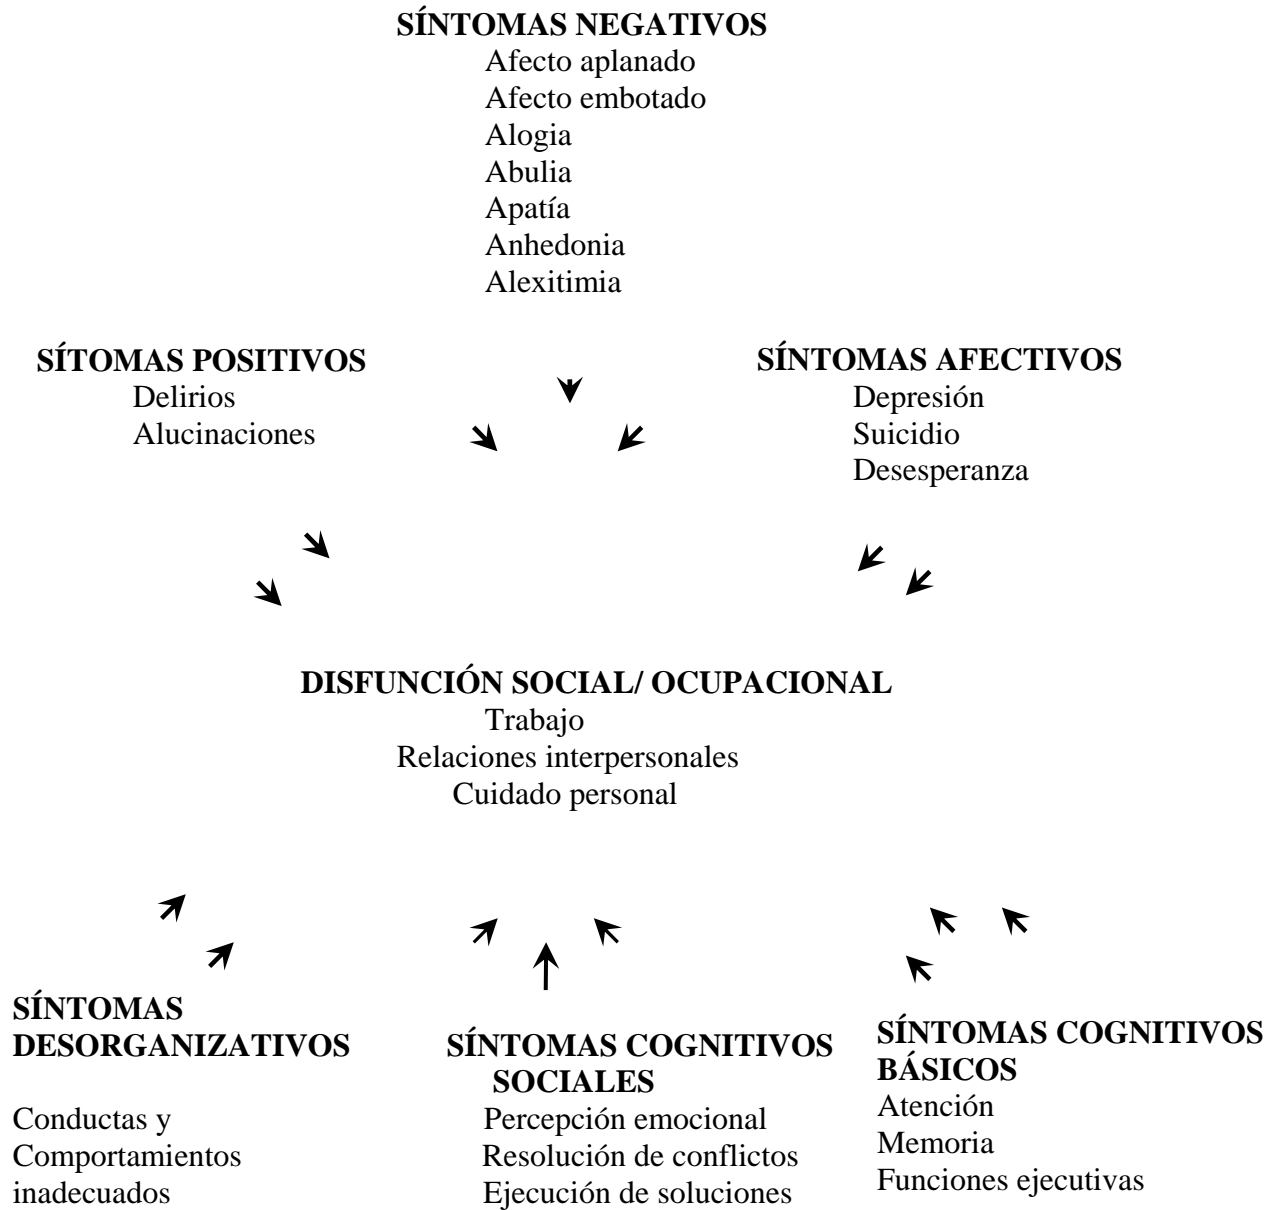 SÍNTOMAS NEGATIVOS
Afecto aplanado
Afecto embotado
Alogia
Abulia
Apatía
Anhedonia
Alexitimia
SÍTOMAS POSITIVOS
Delirios
Alucinaciones
SÍNTOMAS AFECTIVOS
Depresión
Suicidio
Desesperanza
DISFUNCIÓN SOCIAL/ OCUPACIONAL
Trabajo
Relaciones interpersonales
Cuidado personal
SÍNTOMAS
DESORGANIZATIVOS
Conductas y
Comportamientos
inadecuados
SÍNTOMAS COGNITIVOS
SOCIALES
Percepción emocional
Resolución de conflictos
Ejecución de soluciones
SÍNTOMAS COGNITIVOS
BÁSICOS
Atención
Memoria
Funciones ejecutivas